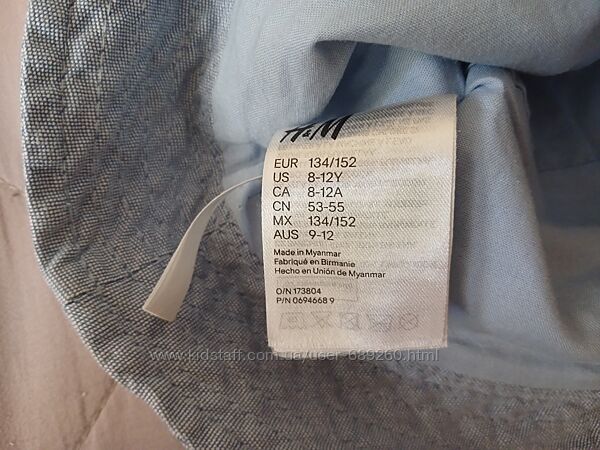 H&M
EUR 134/152
US 8-12Y
CA 8-12A
CN 53-55
MX 134/152
AUS 9-12
Made in Myanmar
Fabriqué en Birmanie
Hecho en Unión de Myanmar
O/N 173804
P/N 0694668 9
www.kidstaff.com.ua/user-689260.html